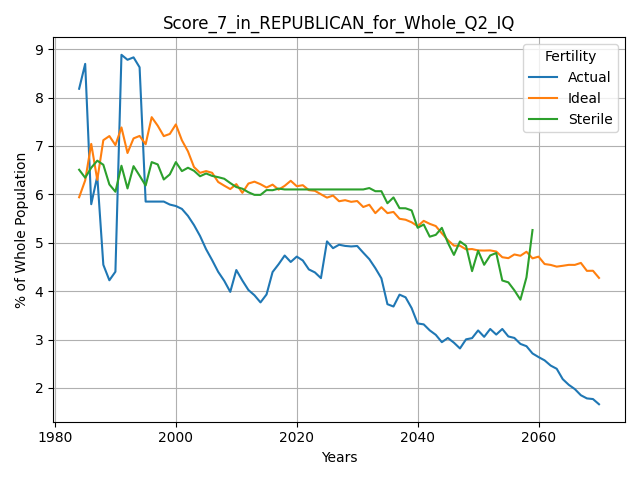 Score_7_in_REPUBLICAN_for_Whole_Q2_IQ
Fertility
Actual
Ideal
Sterile
% of Whole Population
9
8
7
6
5
4
3
2
1980
2000
2020
2040
2060
Years